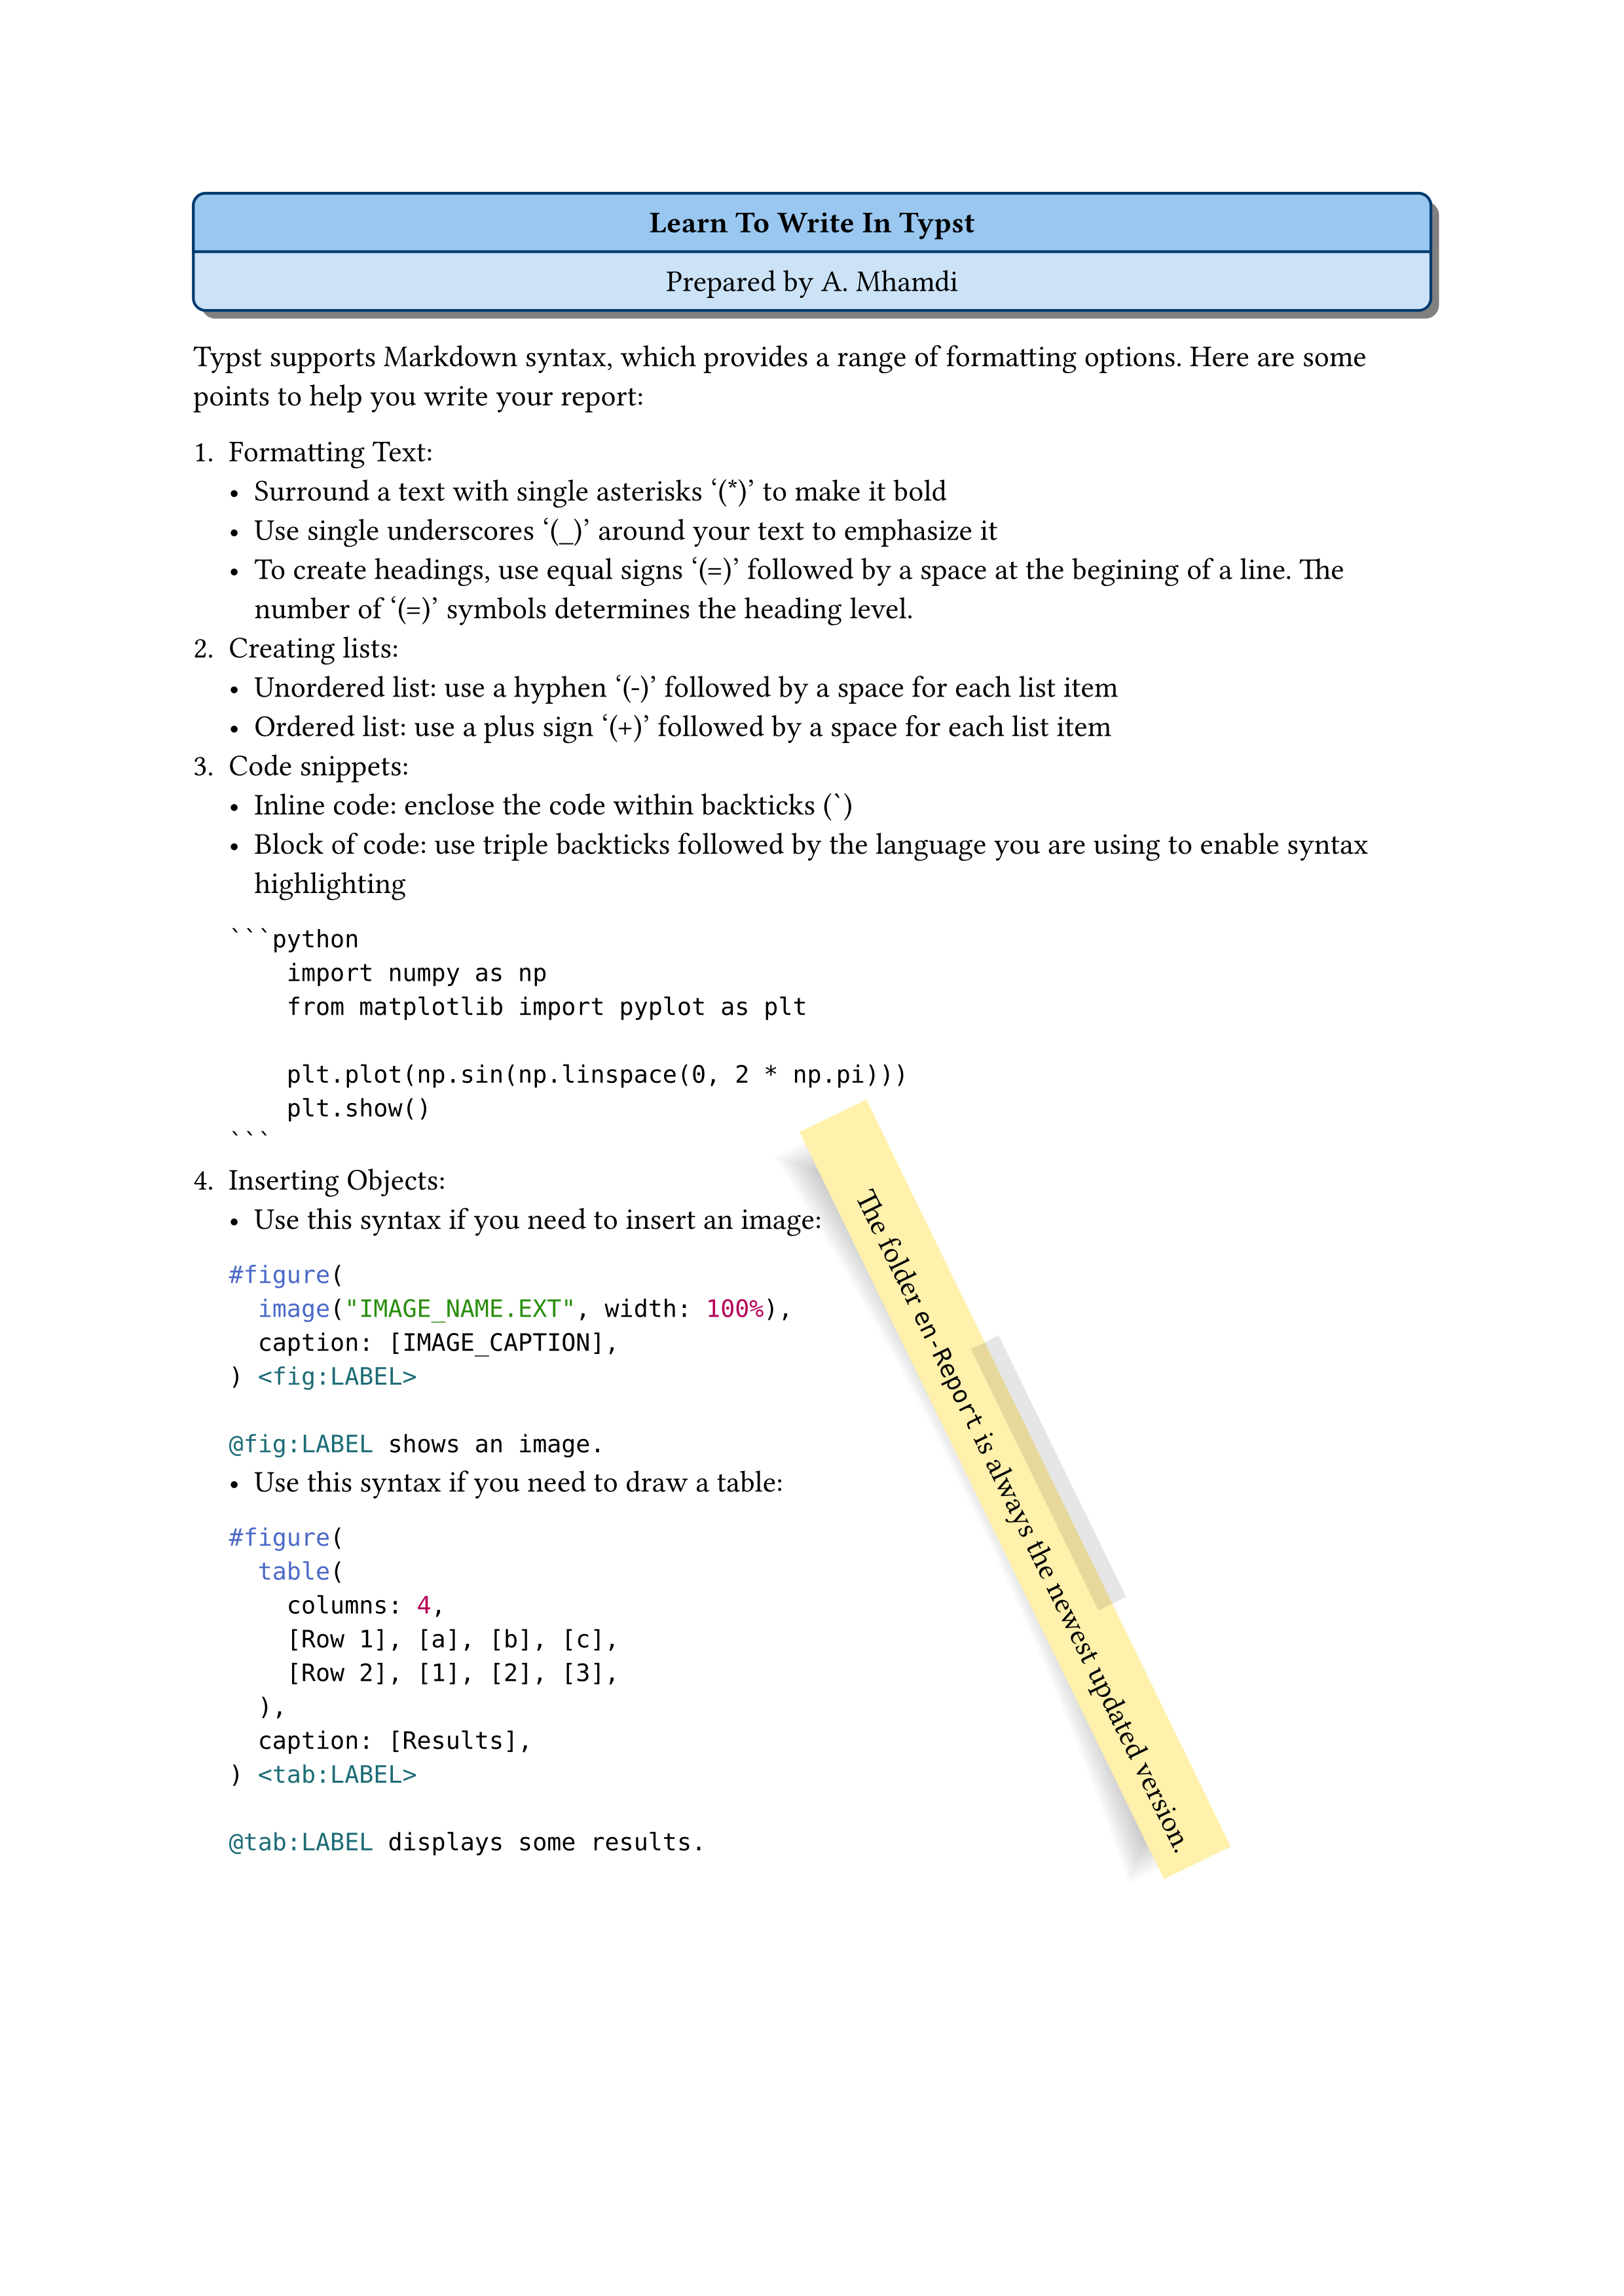 Learn To Write In Typst
Prepared by A. Mhamdi
Typst supports Markdown syntax, which provides a range of formatting options. Here are some
points to help you write your report:
1. Formatting Text:
• Surround a text with single asterisks ‘(*)’ to make it bold
• Use single underscores ‘(_)’ around your text to emphasize it
• To create headings, use equal signs ‘(=)’ followed by a space at the begining of a line. The
number of ‘(=)’ symbols determines the heading level.
2. Creating lists:
• Unordered list: use a hyphen ‘(-)’ followed by a space for each list item
• Ordered list: use a plus sign ‘(+)’ followed by a space for each list item
3. Code snippets:
• Inline code: enclose the code within backticks (`)
• Block of code: use triple backticks followed by the language you are using to enable syntax
highlighting
```python
    import numpy as np
    from matplotlib import pyplot as plt

    plt.plot(np.sin(np.linspace(0, 2 * np.pi)))
    plt.show()
```
4. Inserting Objects:
• Use this syntax if you need to insert an image:
#figure(
  image("IMAGE_NAME.EXT", width: 100%),
  caption: [IMAGE_CAPTION],
) <fig:LABEL>

@fig:LABEL shows an image.
• Use this syntax if you need to draw a table:
#figure(
  table(
    columns: 4,
    [Row 1], [a], [b], [c],
    [Row 2], [1], [2], [3],
  ),
  caption: [Results],
) <tab:LABEL>

@tab:LABEL displays some results.
The folder en-Report is always the newest updated version.